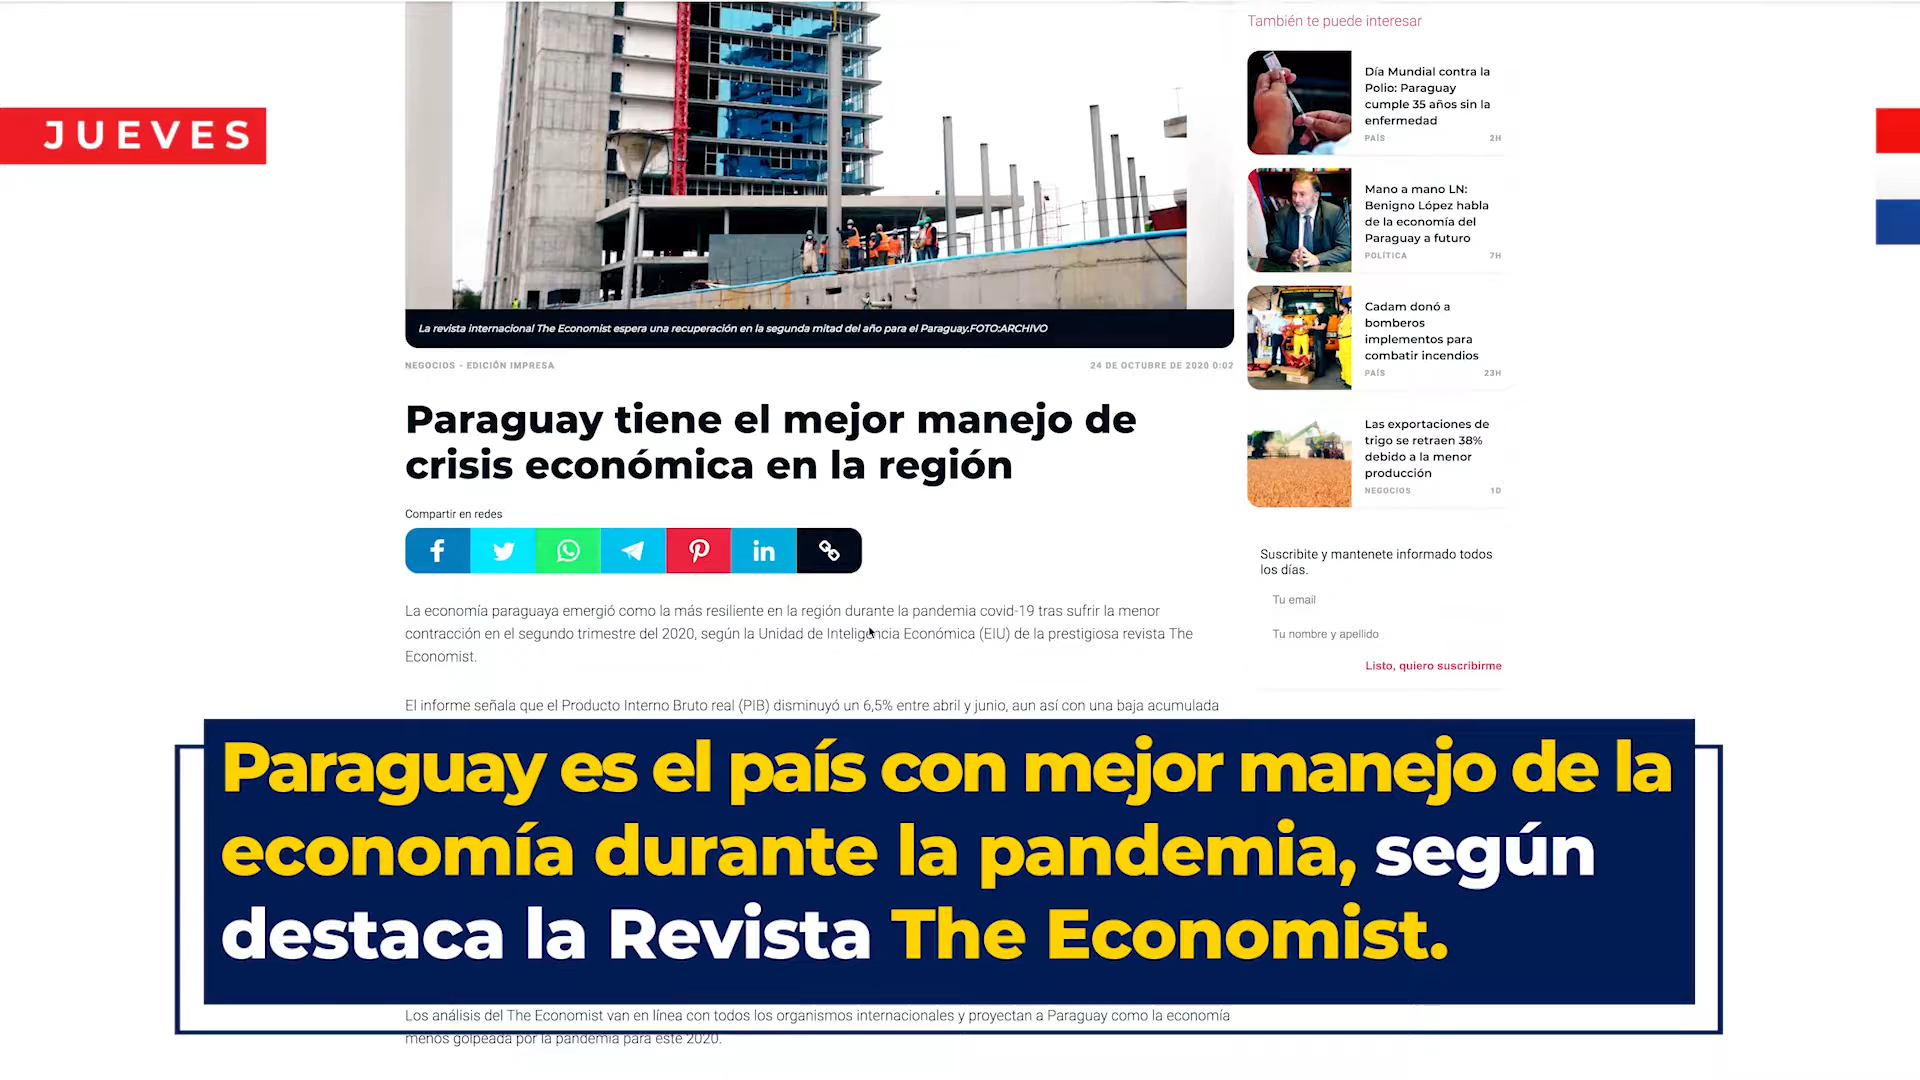 JUEVES
La revista internacional The Economist espera una recuperación en la segunda mitad del año para el Paraguay.FOTO:ARCHIVO
NEGOCIOS - EDICIÓN IMPRESA
24 DE OCTUBRE DE 2020 0:02
Paraguay tiene el mejor manejo de
crisis económica en la región
Compartir en redes
La economía paraguaya emergió como la más resiliente en la región durante la pandemia covid-19 tras sufrir la menor
contracción en el segundo trimestre del 2020, según la Unidad de Inteligencia Económica (EIU) de la prestigiosa revista The
Economist.
El informe señala que el Producto Interno Bruto real (PIB) disminuyó un 6,5% entre abril y junio, aun así con una baja acumulada
Paraguay es el país con mejor manejo de la
economía durante la pandemia, según
destaca la Revista The Economist.
Los análisis del The Economist van en línea con todos los organismos internacionales y proyectan a Paraguay como la economía
menos golpeada por la pandemia para este 2020.
También te puede interesar
Día Mundial contra la
Polio: Paraguay
cumple 35 años sin la
enfermedad
PAÍS 2H
Mano a mano LN:
Benigno López habla
de la economía del
Paraguay a futuro
POLÍTICA 7H
Cadam donó a
bomberos
implementos para
combatir incendios
PAÍS 23H
Las exportaciones de
trigo se retraen 38%
debido a la menor
producción
NEGOCIOS 1D
Suscribite y mantenete informado todos
los días.
Tu email
Tu nombre y apellido
Listo, quiero suscribirme